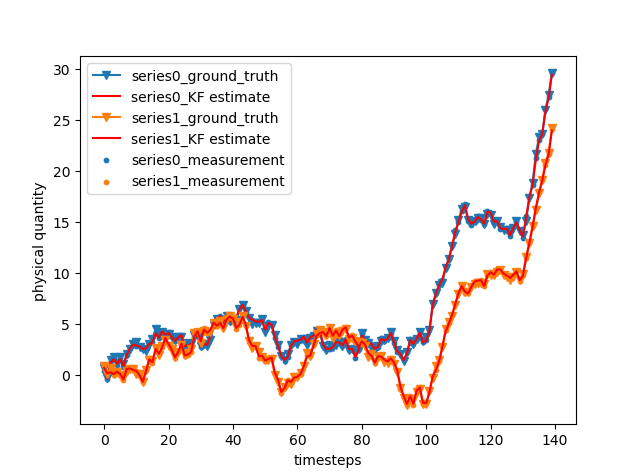 series0_ground_truth
series0_KF estimate
series1_ground_truth
series1_KF estimate
series0_measurement
series1_measurement
30
25
20
15
10
5
0
physical quantity
0 20 40 60 80 100 120 140
timesteps